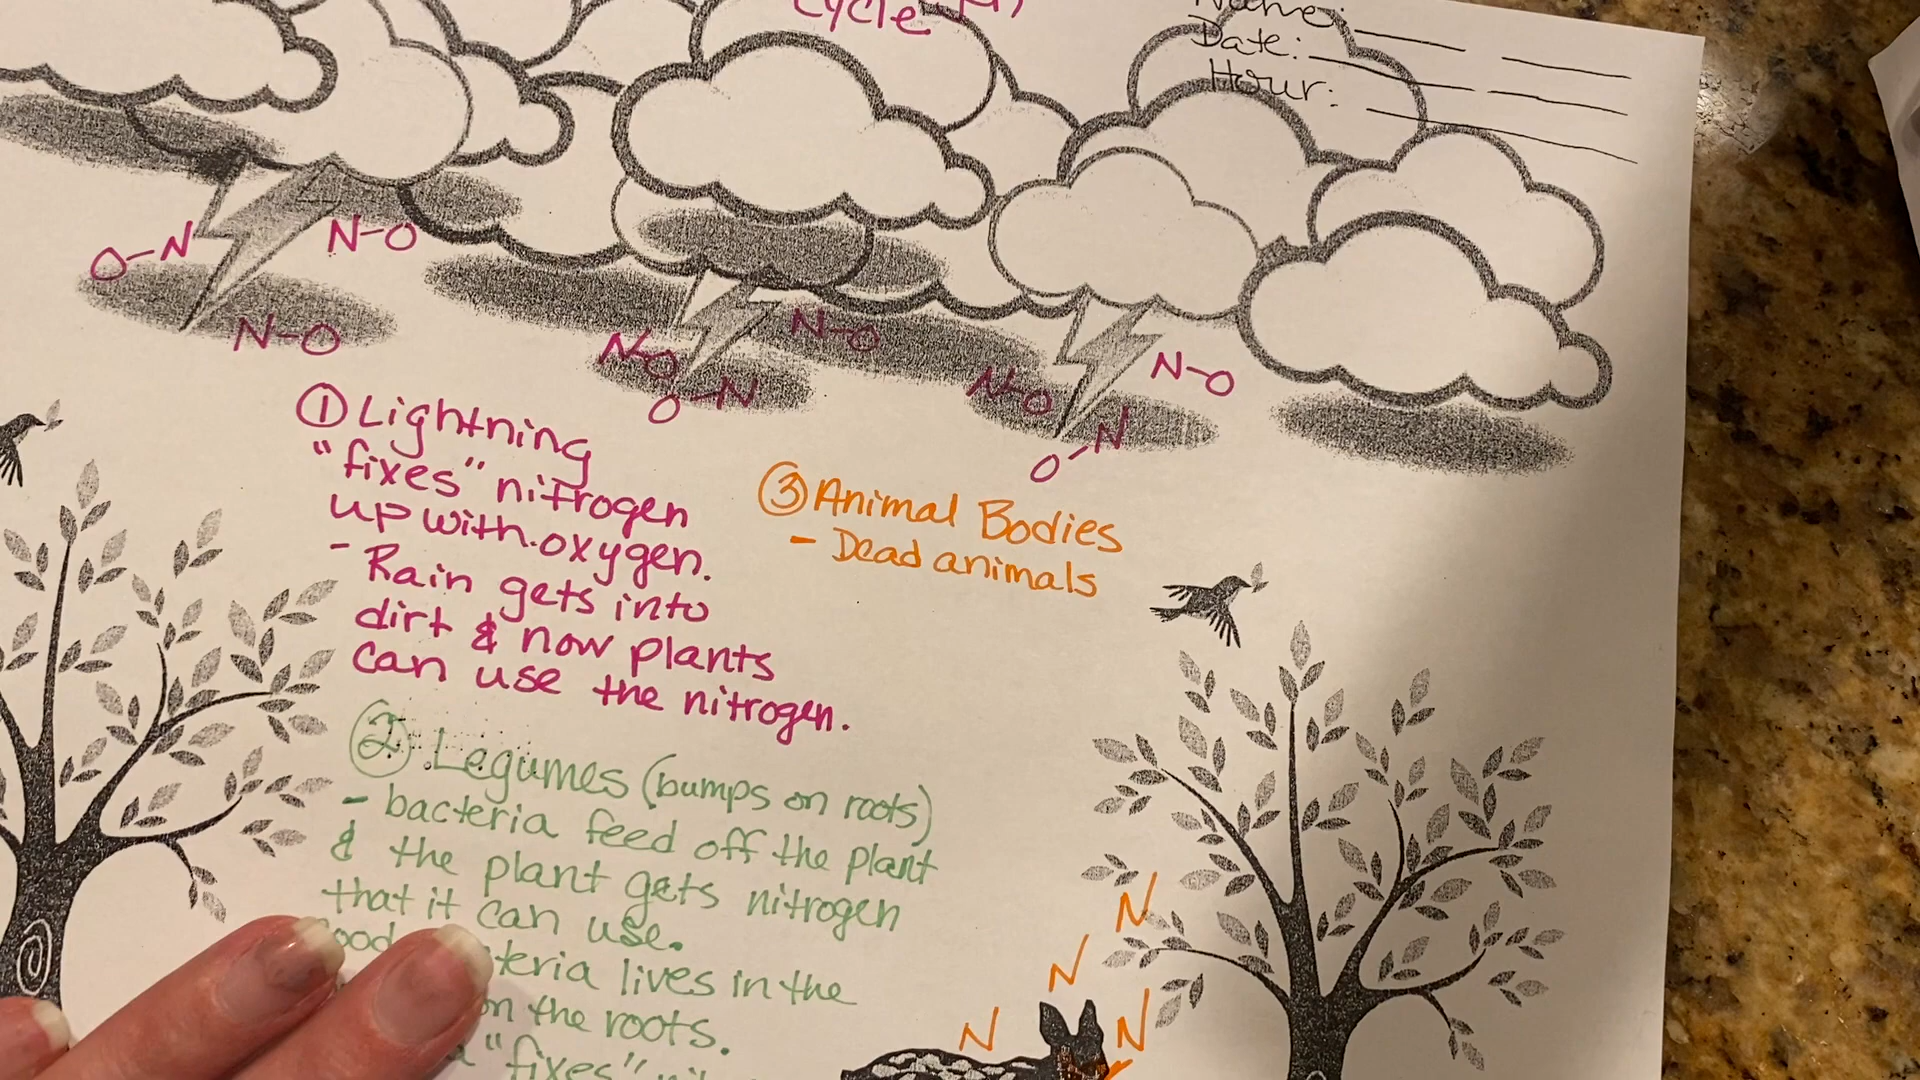 cycle
Name:
Date:
Hour:
O-N
N-O
N-O
N-O
O-N
N-O
N-O
O-N
N-O
① Lightning
"fixes" nitrogen
up with oxygen.
- Rain gets into
dirt & now plants
can use the nitrogen.
② Legumes (bumps on roots)
- bacteria feed off the plant
& the plant gets nitrogen
that it can use.
lives in the
on the roots.
"fixes"
③ Animal Bodies
- Dead animals
N
N
N
N